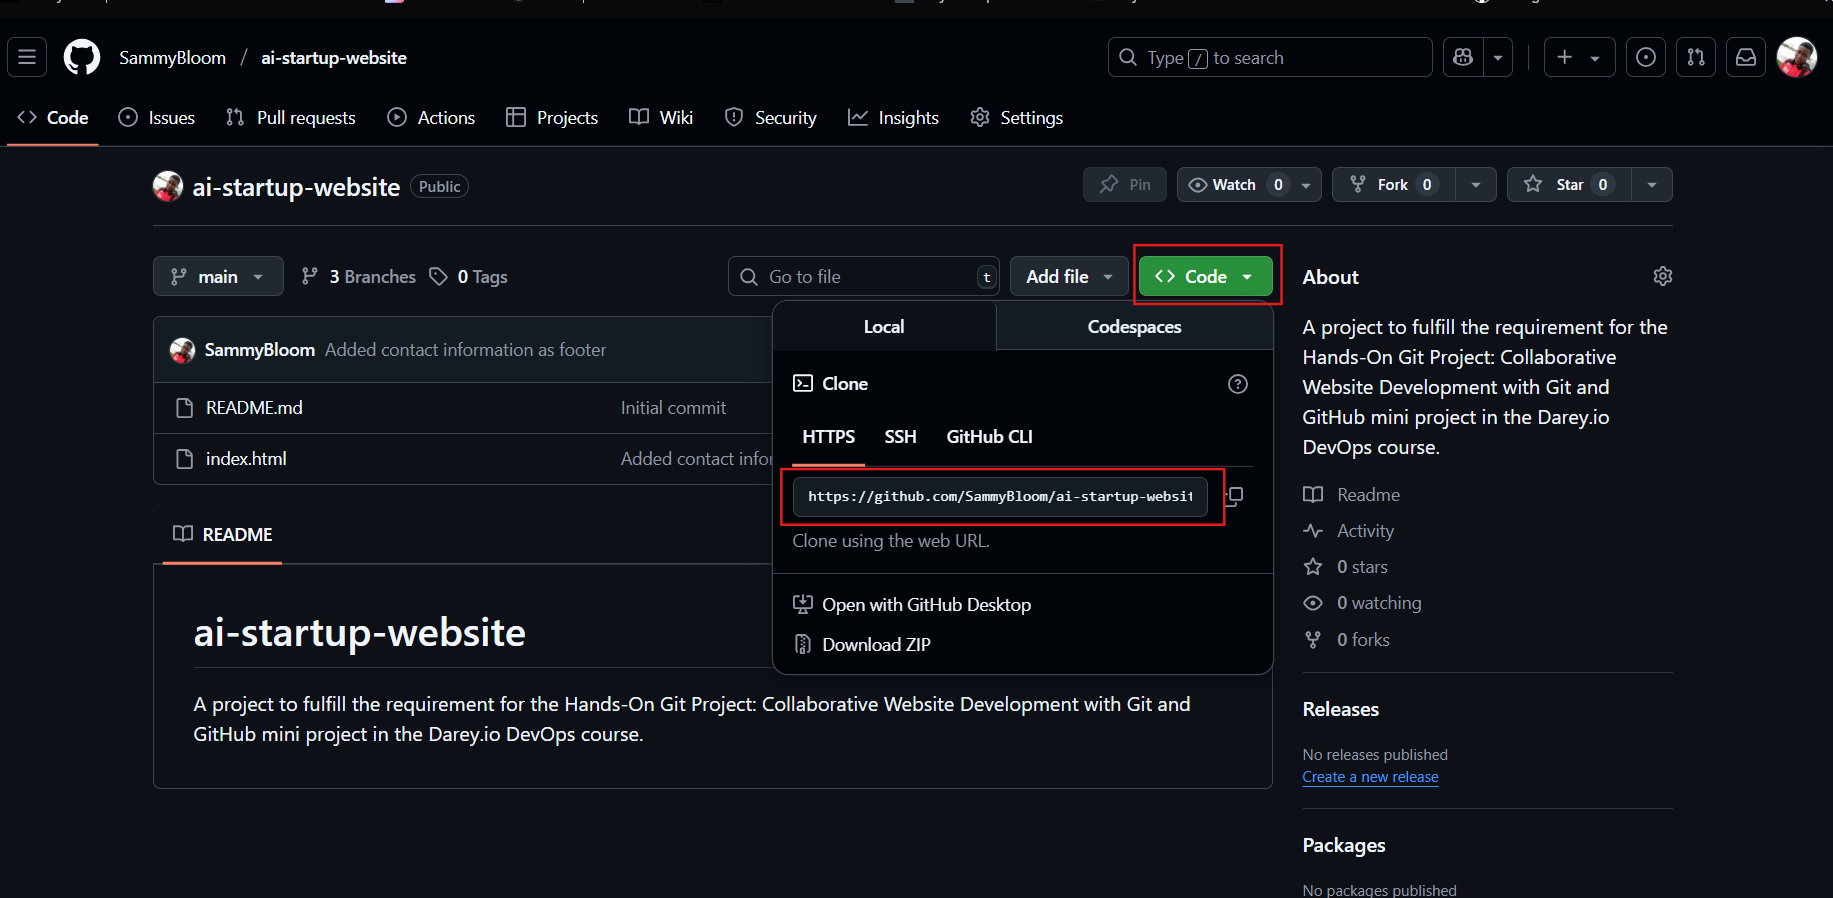 SammyBloom / ai-startup-website
Type / to search
Code
Issues
Pull requests
Actions
Projects
Wiki
Security
Insights
Settings
ai-startup-website
Public
Pin
Watch 0
Fork 0
Star 0
main
3 Branches
0 Tags
Go to file
t
Add file
Code
Local
Codespaces
Clone
HTTPS
SSH
GitHub CLI
https://github.com/SammyBloom/ai-startup-websit
Clone using the web URL.
Open with GitHub Desktop
Download ZIP
SammyBloom Added contact information as footer
README.md
Initial commit
index.html
Added contact infor
README
ai-startup-website
A project to fulfill the requirement for the Hands-On Git Project: Collaborative Website Development with Git and
GitHub mini project in the Darey.io DevOps course.
About
A project to fulfill the requirement for the
Hands-On Git Project: Collaborative
Website Development with Git and
GitHub mini project in the Darey.io
DevOps course.
Readme
Activity
0 stars
0 watching
0 forks
Releases
No releases published
Create a new release
Packages
No packages published